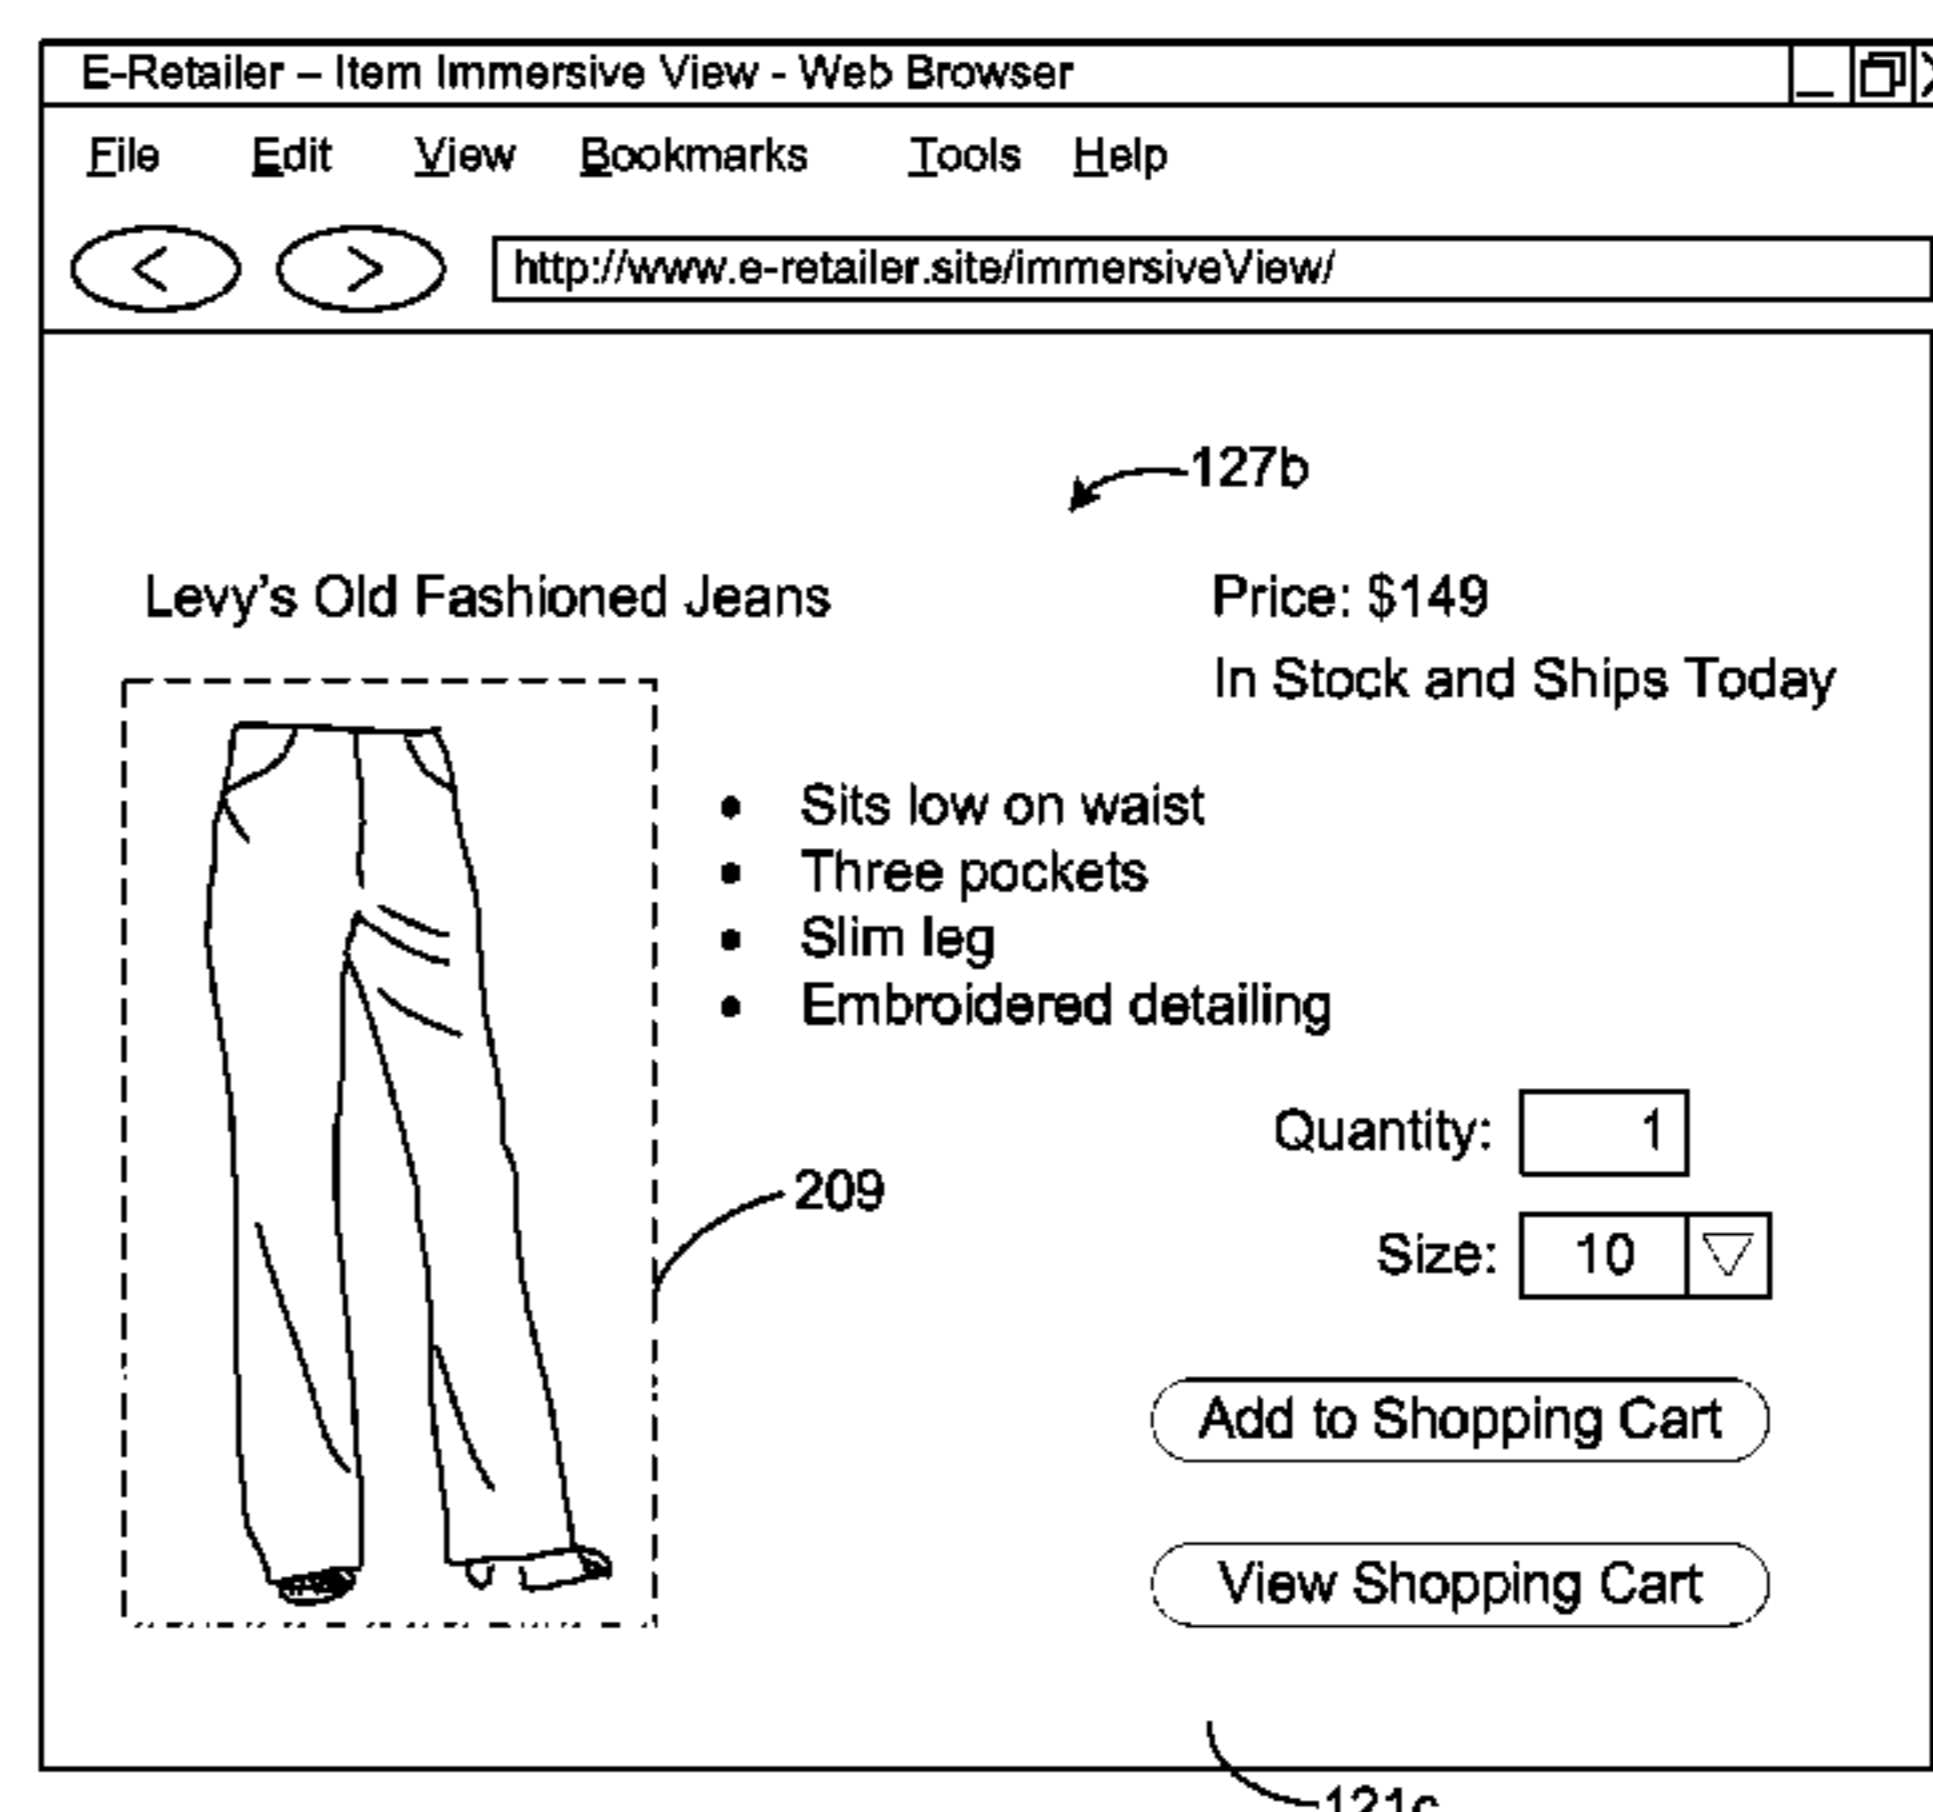 E-Retailer – Item Immersive View - Web Browser
File Edit View Bookmarks Tools Help
http://www.e-retailer.site/immersiveView/
127b
Levy's Old Fashioned Jeans
Price: $149
In Stock and Ships Today
• Sits low on waist
• Three pockets
• Slim leg
• Embroidered detailing
Quantity: 1
209
Size: 10
Add to Shopping Cart
View Shopping Cart
121c